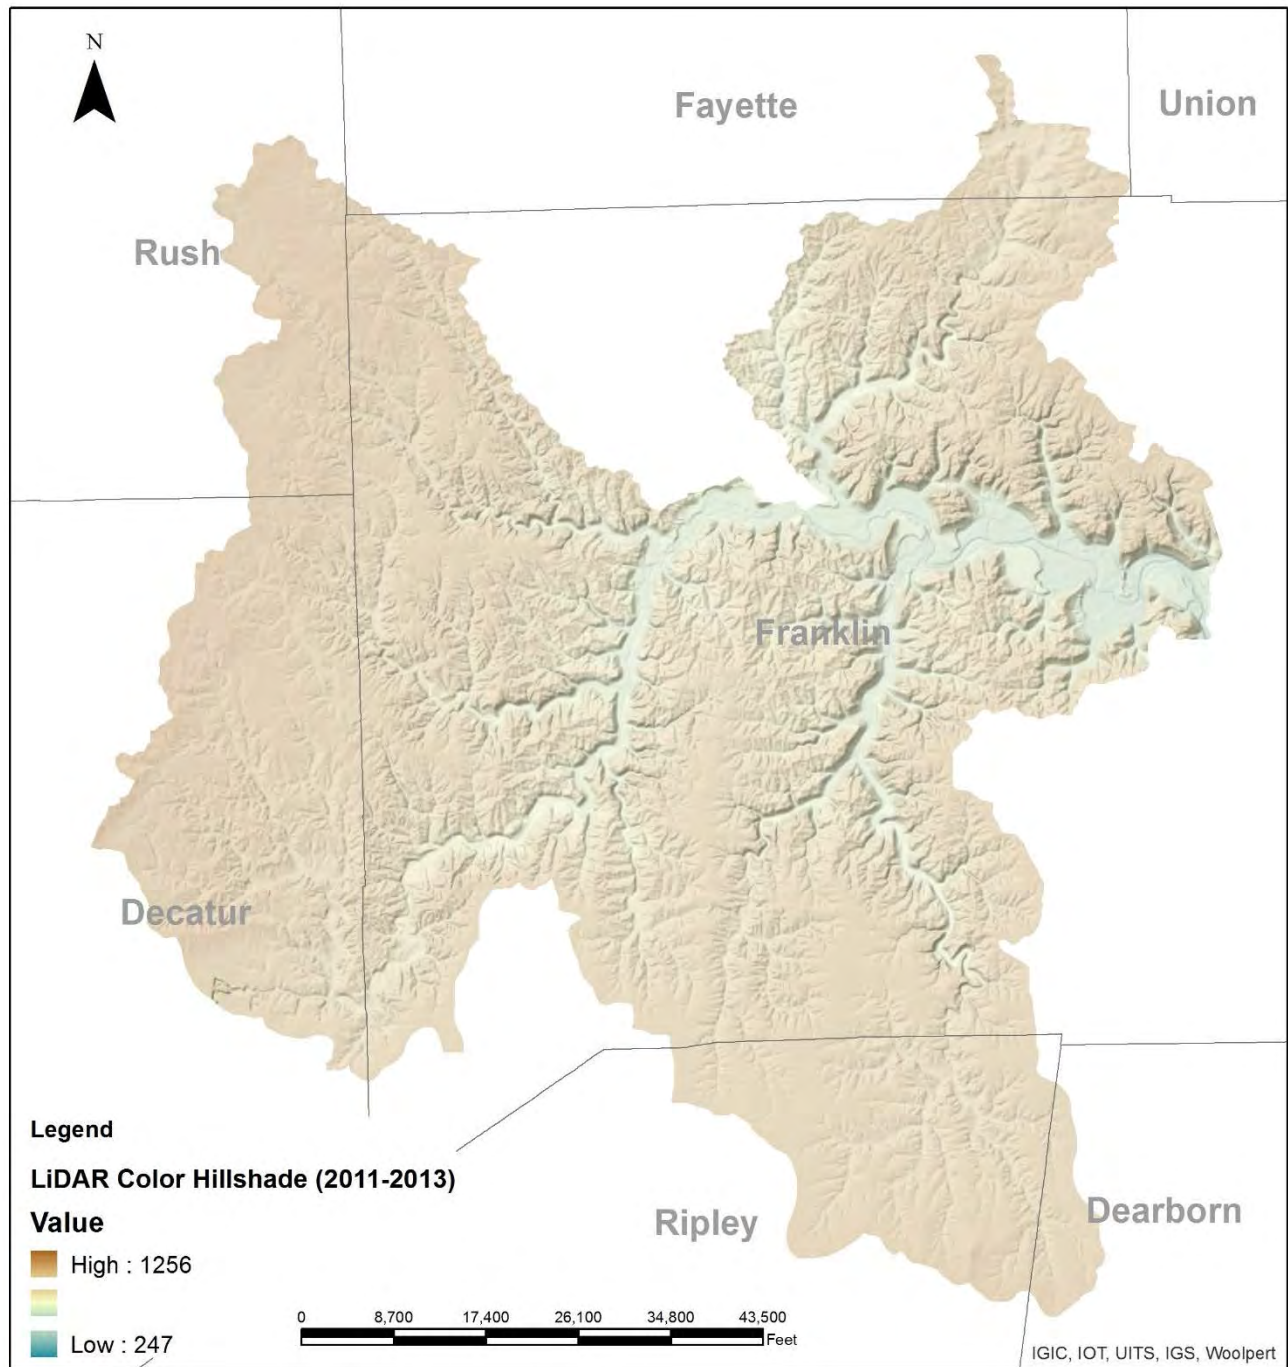 N
Fayette
Union
Rush
Franklin
Decatur
Legend
LiDAR Color Hillshade (2011-2013)
Value
High : 1256
Low : 247
Ripley
Dearborn
0 8,700 17,400 26,100 34,800 43,500
Feet
IGIC, IOT, UITS, IGS, Woolpert